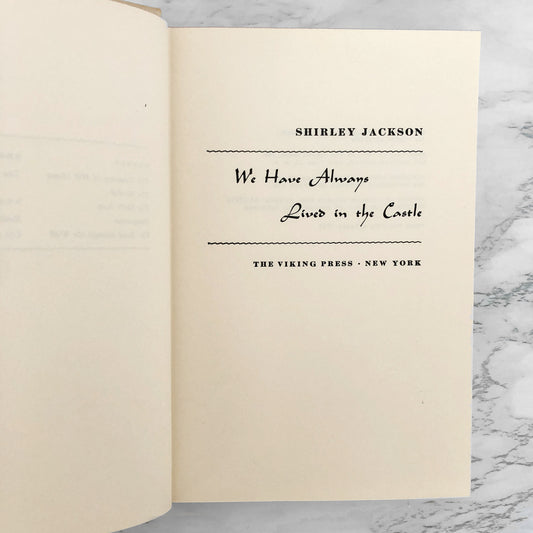 SHIRLEY JACKSON
We Have Always
Lived in the Castle
THE VIKING PRESS · NEW YORK